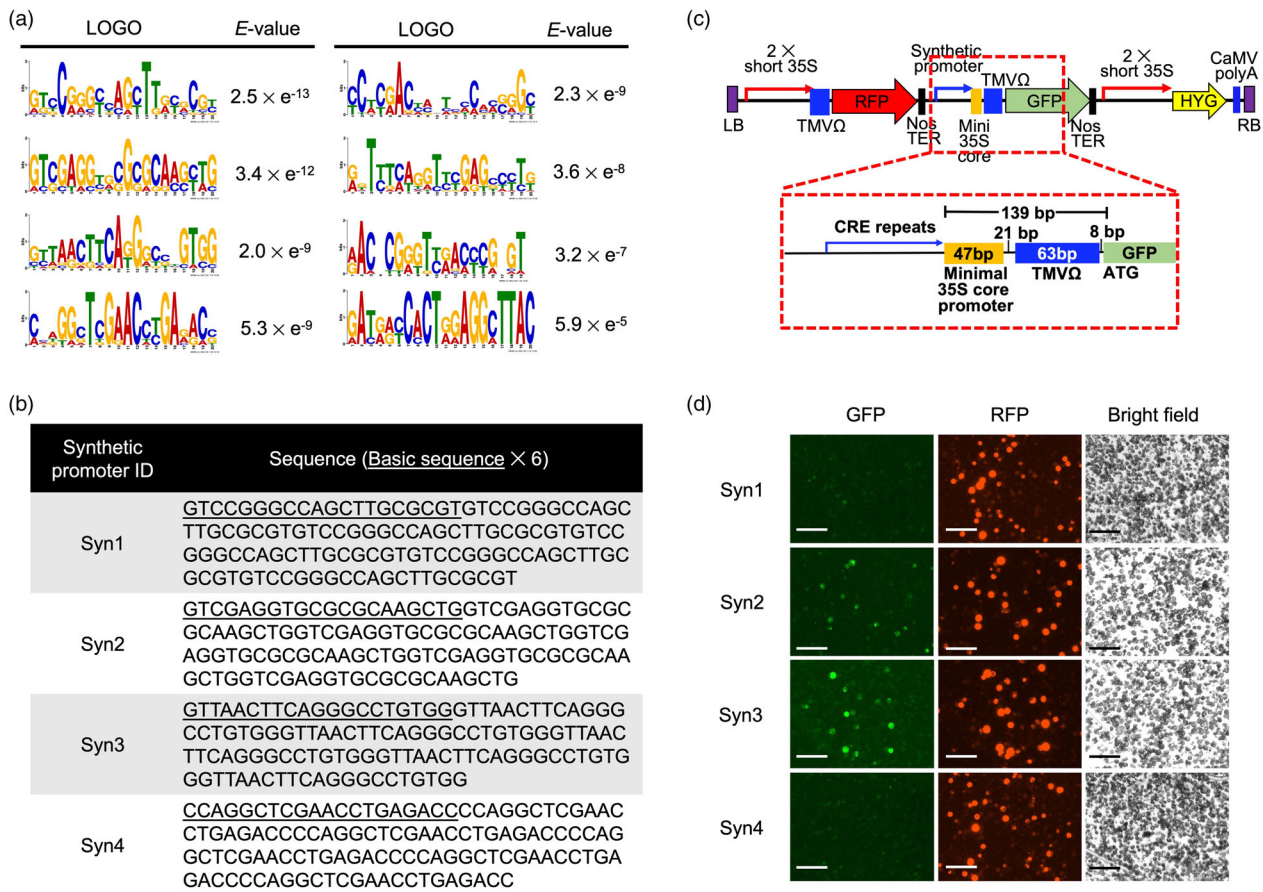 (a)
LOGO E-value LOGO E-value
2.5 × e-13 2.3 × e-9
3.4 × e-12 3.6 × e-8
2.0 × e-9 3.2 × e-7
5.3 × e-9 5.9 × e-5
(b)
Synthetic promoter ID Sequence (Basic sequence × 6)
Syn1
GTCCGGGCCAGCTTGCGCGTGTCCGGGCCAGC
TTGCGCGTGTCCGGGCCAGCTTGCGCGTGTCC
GGGCCAGCTTGCGCGTGTCCGGGCCAGCTTGC
GCGTGTCCGGGCCAGCTTGCGCGT
Syn2
GTCGAGGTGCGCGCAAGCTGGTCGAGGTGCGC
GCAAGCTGGTCGAGGTGCGCGCAAGCTGGTCG
AGGTGCGCGCAAGCTGGTCGAGGTGCGCGCAA
GCTGGTCGAGGTGCGCGCAAGCTG
Syn3
GTTAACTTCAGGGCCTGTGGGTTAACTTCAGGG
CCTGTGGGTTAACTTCAGGGCCTGTGGGTTAAC
TTCAGGGCCTGTGGGTTAACTTCAGGGCCTGTG
GGTTAACTTCAGGGCCTGTGG
Syn4
CCAGGCTCGAACCTGAGACCCCAGGCTCGAAC
CTGAGACCCCAGGCTCGAACCTGAGACCCCAG
GCTCGAACCTGAGACCCCAGGCTCGAACCTGA
GACCCCAGGCTCGAACCTGAGACC
(c)
2 ×
short 35S
Synthetic
promoter
TMVΩ
2 ×
short 35S
CaMV
polyA
RFP GFP HYG
LB
TMVΩ
Nos
TER
Mini
35S
core
Nos
TER
RB
139 bp
CRE repeats
21 bp 8 bp
47bp 63bp GFP
Minimal
35S core
promoter
TMVΩ
ATG
(d)
GFP RFP Bright field
Syn1
Syn2
Syn3
Syn4